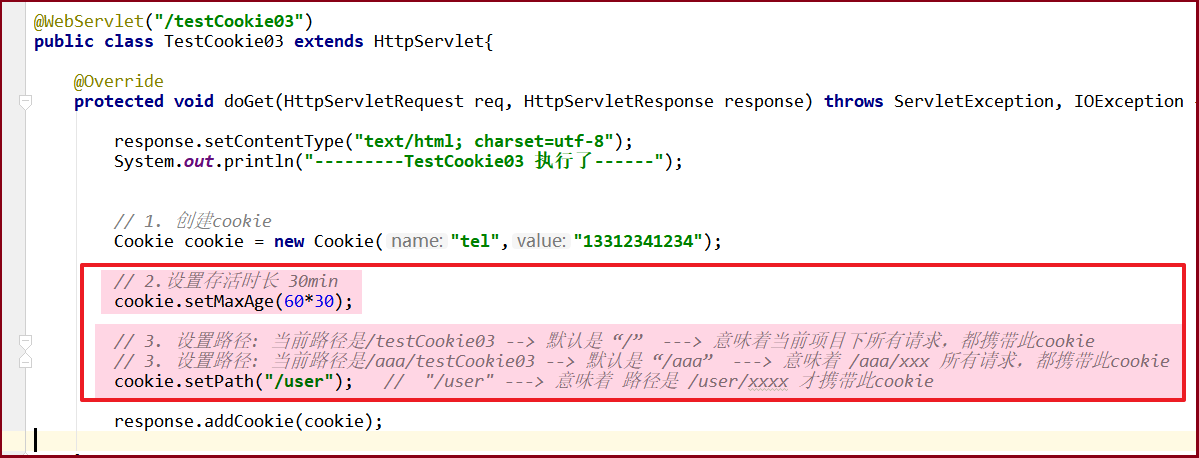 @WebServlet("/testCookie03")
public class TestCookie03 extends HttpServlet{
@Override
protected void doGet(HttpServletRequest req, HttpServletResponse response) throws ServletException, IOException
response.setContentType("text/html; charset=utf-8");
System.out.println("---------TestCookie03 执行了------");
// 1. 创建cookie
Cookie cookie = new Cookie( name: "tel", value: "13312341234");
// 2.设置存活时长 30min
cookie.setMaxAge(60*30);
// 3. 设置路径: 当前路径是/testCookie03 --> 默认是 “/” ---> 意味着当前项目下所有请求，都携带此cookie
// 3. 设置路径: 当前路径是/aaa/testCookie03 --> 默认是 “/aaa” ---> 意味着 /aaa/xxx 所有请求，都携带此cookie
cookie.setPath("/user"); // "/user" ---> 意味着 路径是 /user/xxxx 才携带此cookie
response.addCookie(cookie);